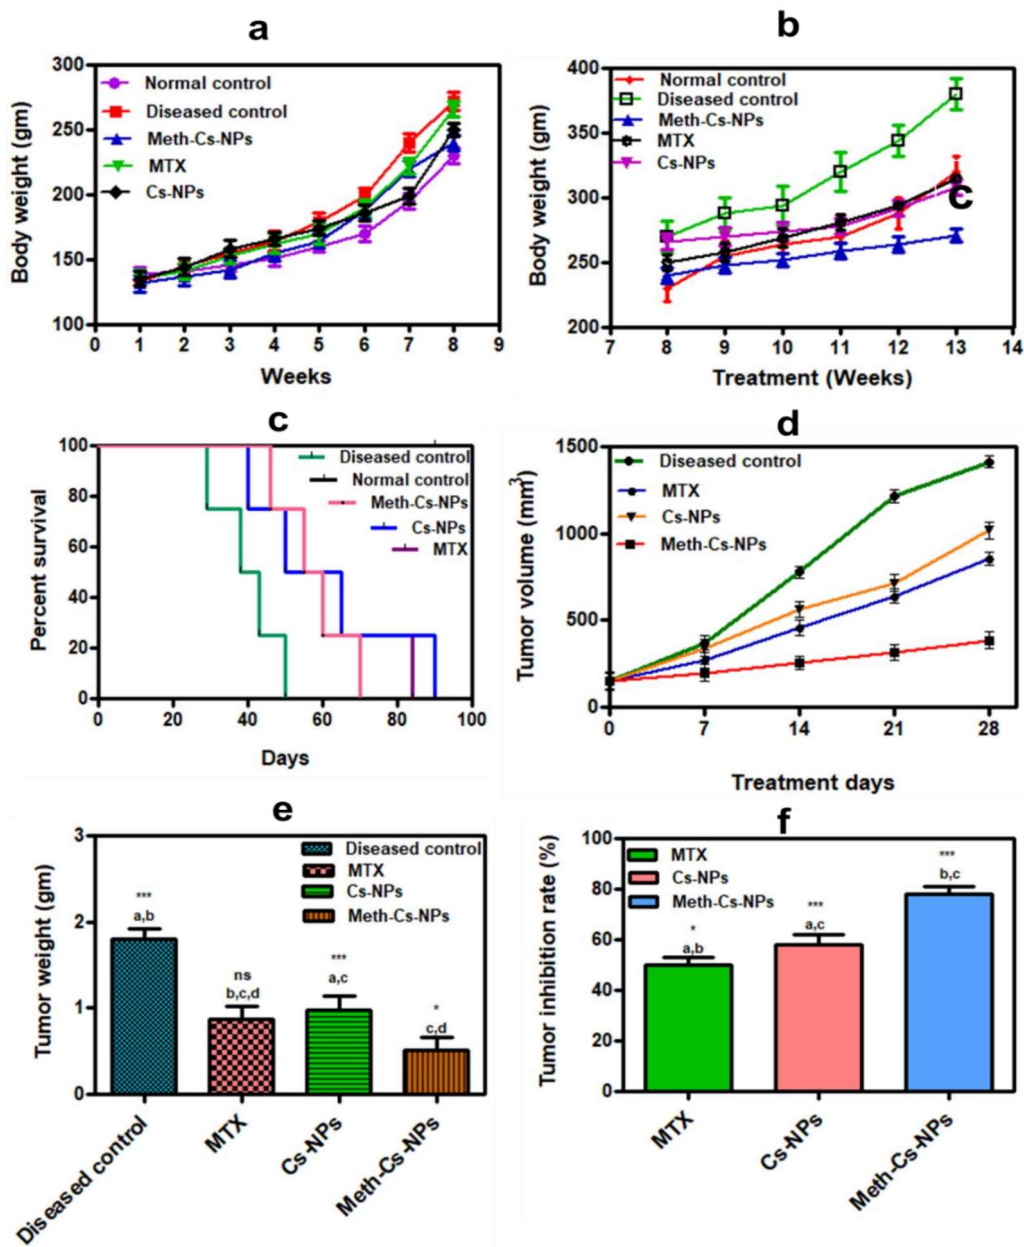 a
300
250
200
150
100
Body weight (gm)
Normal control
Diseased control
Meth-Cs-NPs
MTX
Cs-NPs
0 1 2 3 4 5 6 7 8 9
Weeks
b
400
350
300
250
200
Body weight (gm)
Normal control
Diseased control
Meth-Cs-NPs
MTX
Cs-NPs
C
7 8 9 10 11 12 13 14
Treatment (Weeks)
c
100
80
60
40
20
0
Percent survival
Diseased control
Normal control
Meth-Cs-NPs
Cs-NPs
MTX
0 20 40 60 80 100
Days
d
1500
1000
500
0
Tumor volume (mm3)
Diseased control
MTX
Cs-NPs
Meth-Cs-NPs
0 7 14 21 28
Treatment days
e
3
2
1
0
Tumor weight (gm)
Diseased control
MTX
Cs-NPs
Meth-Cs-NPs
***
a,b
ns
b,c,d
***
a,c
*
c,d
Diseased control
MTX
Cs-NPs
Meth-Cs-NPs
f
100
80
60
40
20
0
Tumor inhibition rate (%)
MTX
Cs-NPs
Meth-Cs-NPs
*
a,b
***
a,c
***
b,c
MTX
Cs-NPs
Meth-Cs-NPs